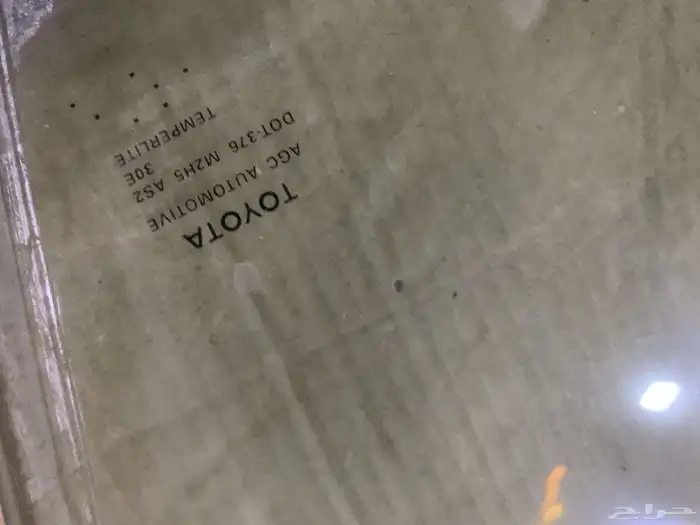 TOYOTA
AGC AUTOMOTIVE
DOT-376 M2H5 AS2
30E
TEMPERLITE
حراج